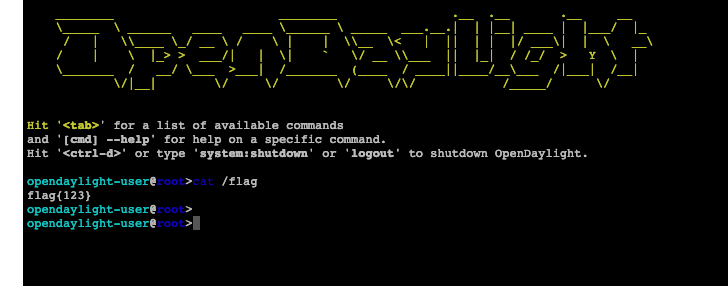 OpenDaylight
Hit '<tab>' for a list of available commands
and '[cmd] --help' for help on a specific command.
Hit '<ctrl-d>' or type 'system:shutdown' or 'logout' to shutdown OpenDaylight.
opendaylight-user@root>cat /flag
flag{123}
opendaylight-user@root>
opendaylight-user@root>